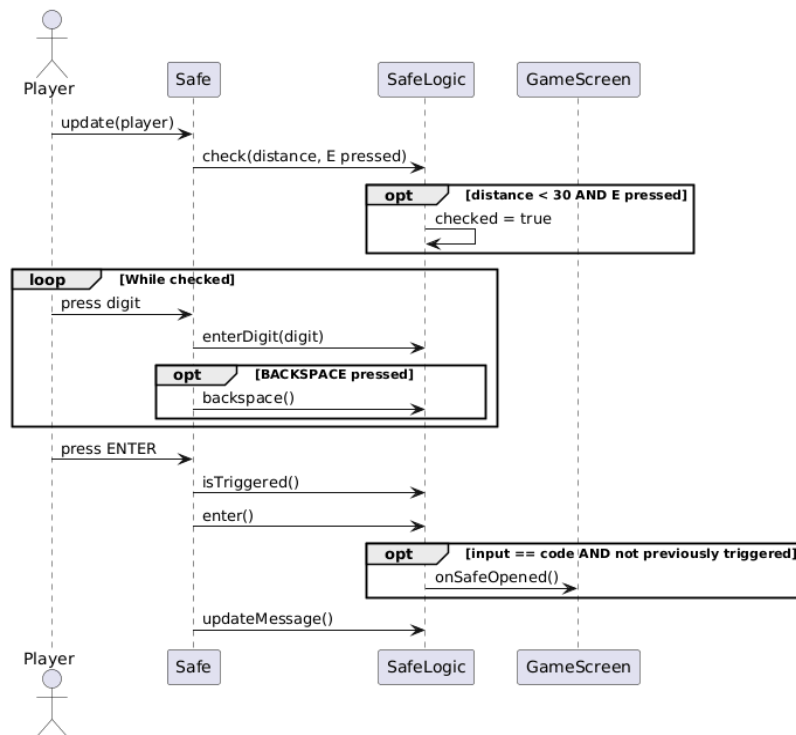 Player
Safe
SafeLogic
GameScreen
update(player)
check(distance, E pressed)
opt [distance < 30 AND E pressed]
checked = true
loop [While checked]
press digit
enterDigit(digit)
opt [BACKSPACE pressed]
backspace()
press ENTER
isTriggered()
enter()
opt [input == code AND not previously triggered]
onSafeOpened()
updateMessage()
Player
Safe
SafeLogic
GameScreen